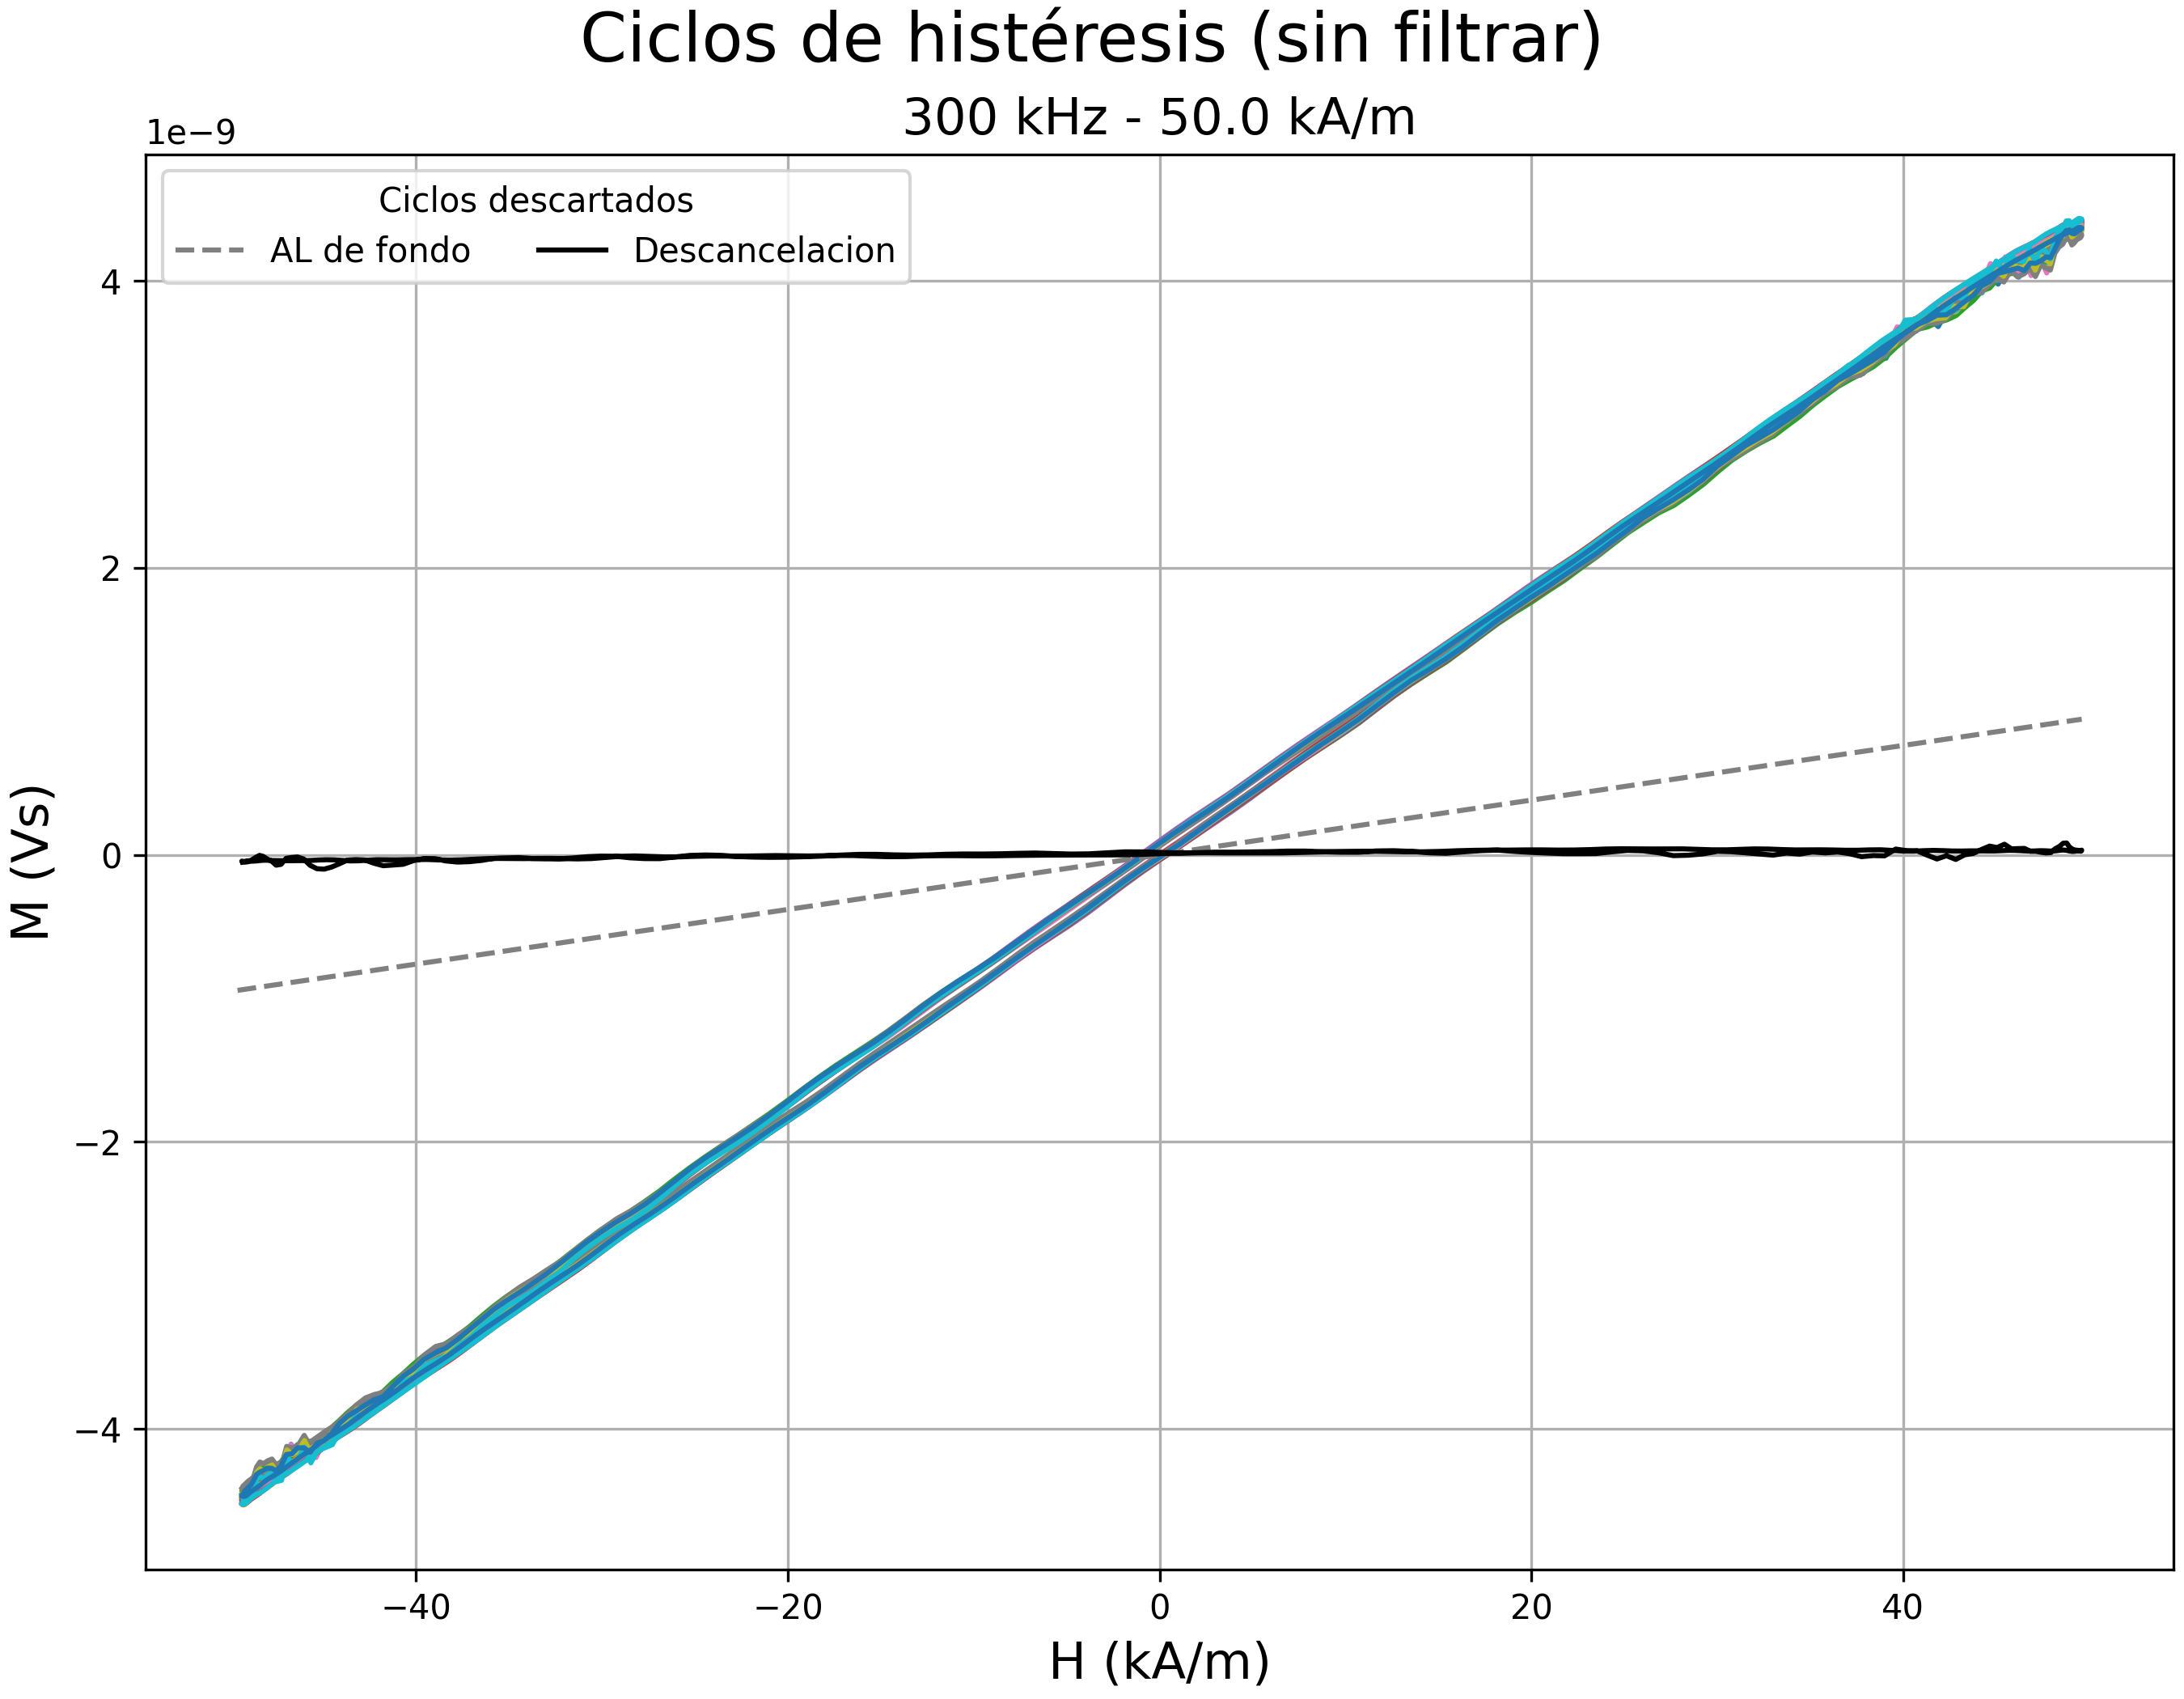 Ciclos de histéresis (sin filtrar)
300 kHz - 50.0 kA/m
1e−9
Ciclos descartados
AL de fondo
Descancelacion
4
2
0
−2
−4
M (Vs)
−40
−20
0
20
40
H (kA/m)